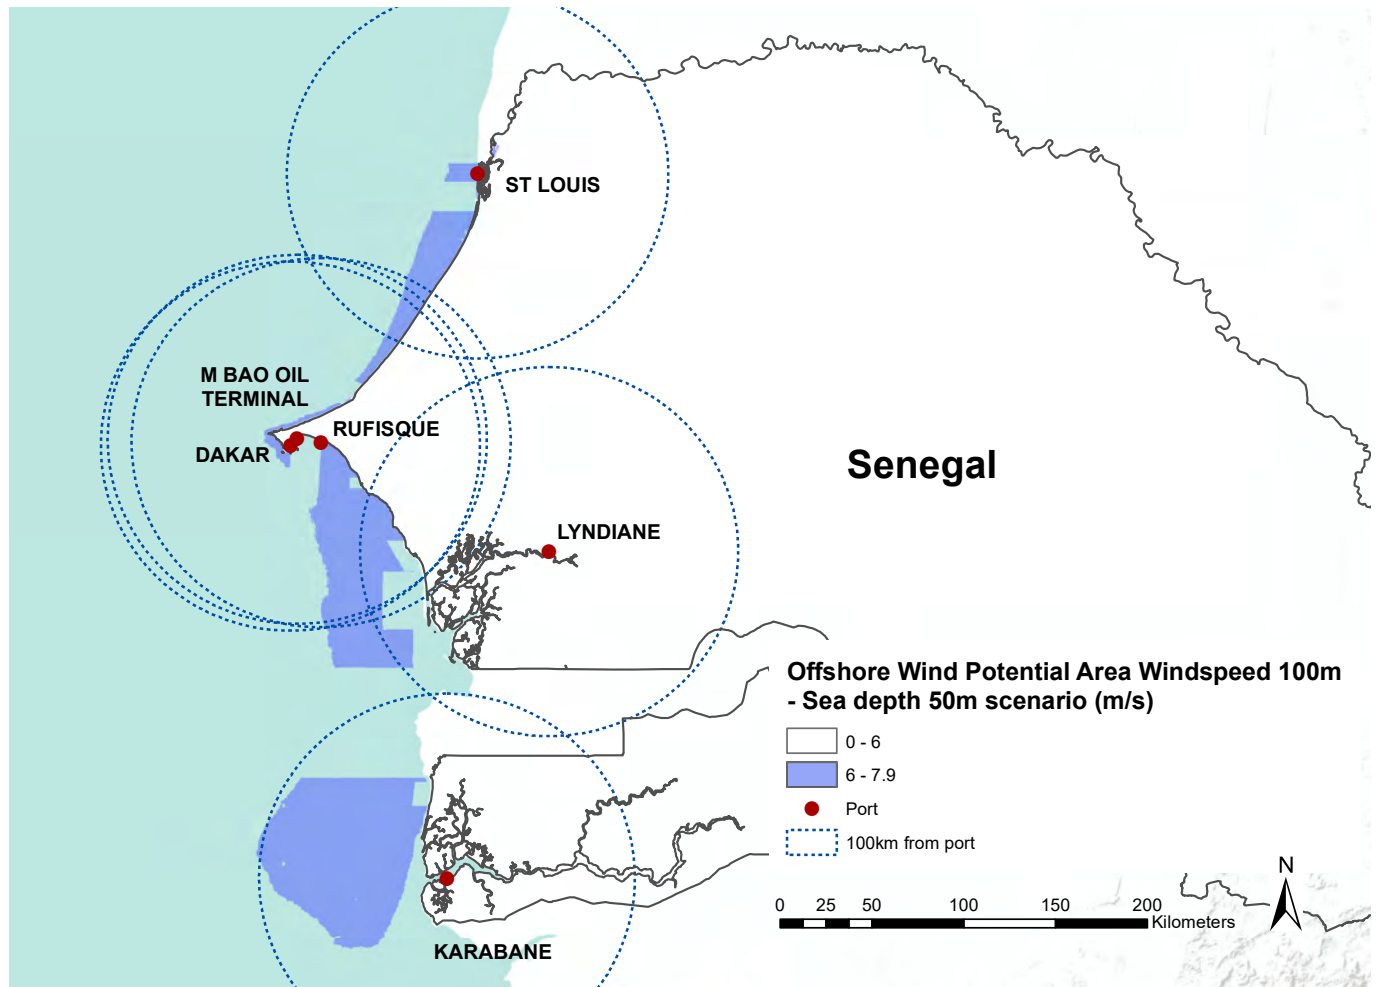 ST LOUIS
M BAO OIL
TERMINAL
RUFISQUE
DAKAR
Senegal
LYNDIANE
Offshore Wind Potential Area Windspeed 100m
- Sea depth 50m scenario (m/s)
0 - 6
6 - 7.9
Port
100km from port
N
0 25 50 100 150 200
Kilometers
KARABANE